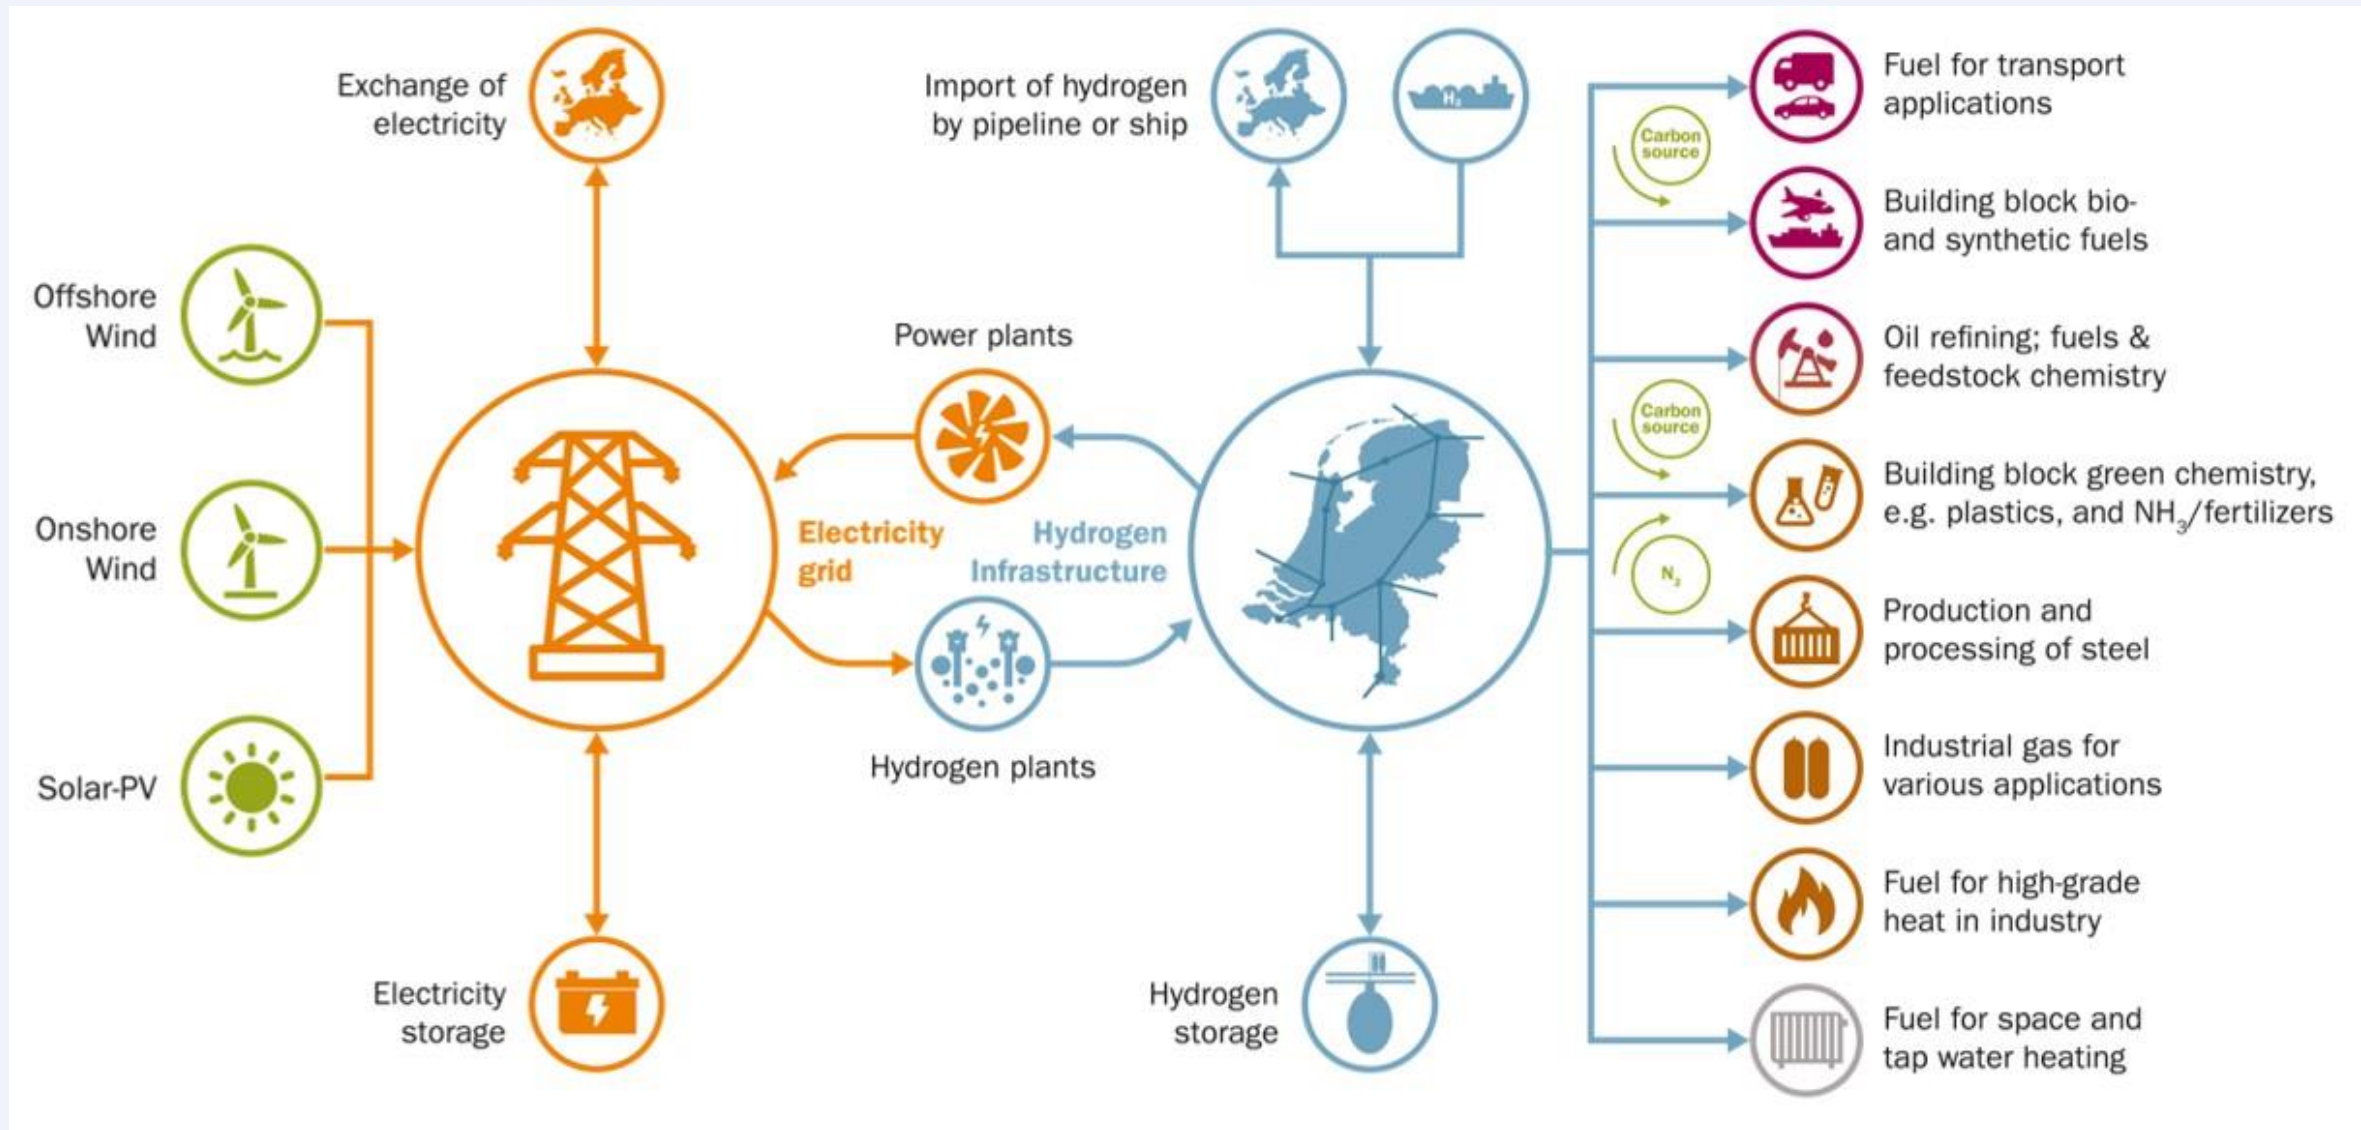 Exchange of
electricity
Import of hydrogen
by pipeline or ship
H₂
Offshore
Wind
Onshore
Wind
Solar-PV
Power plants
Electricity
grid
Hydrogen
Infrastructure
Hydrogen plants
Electricity
storage
Hydrogen
storage
Carbon
source
Carbon
source
N₂
Fuel for transport
applications
Building block bio-
and synthetic fuels
Oil refining; fuels &
feedstock chemistry
Building block green chemistry,
e.g. plastics, and NH₃/fertilizers
Production and
processing of steel
Industrial gas for
various applications
Fuel for high-grade
heat in industry
Fuel for space and
tap water heating